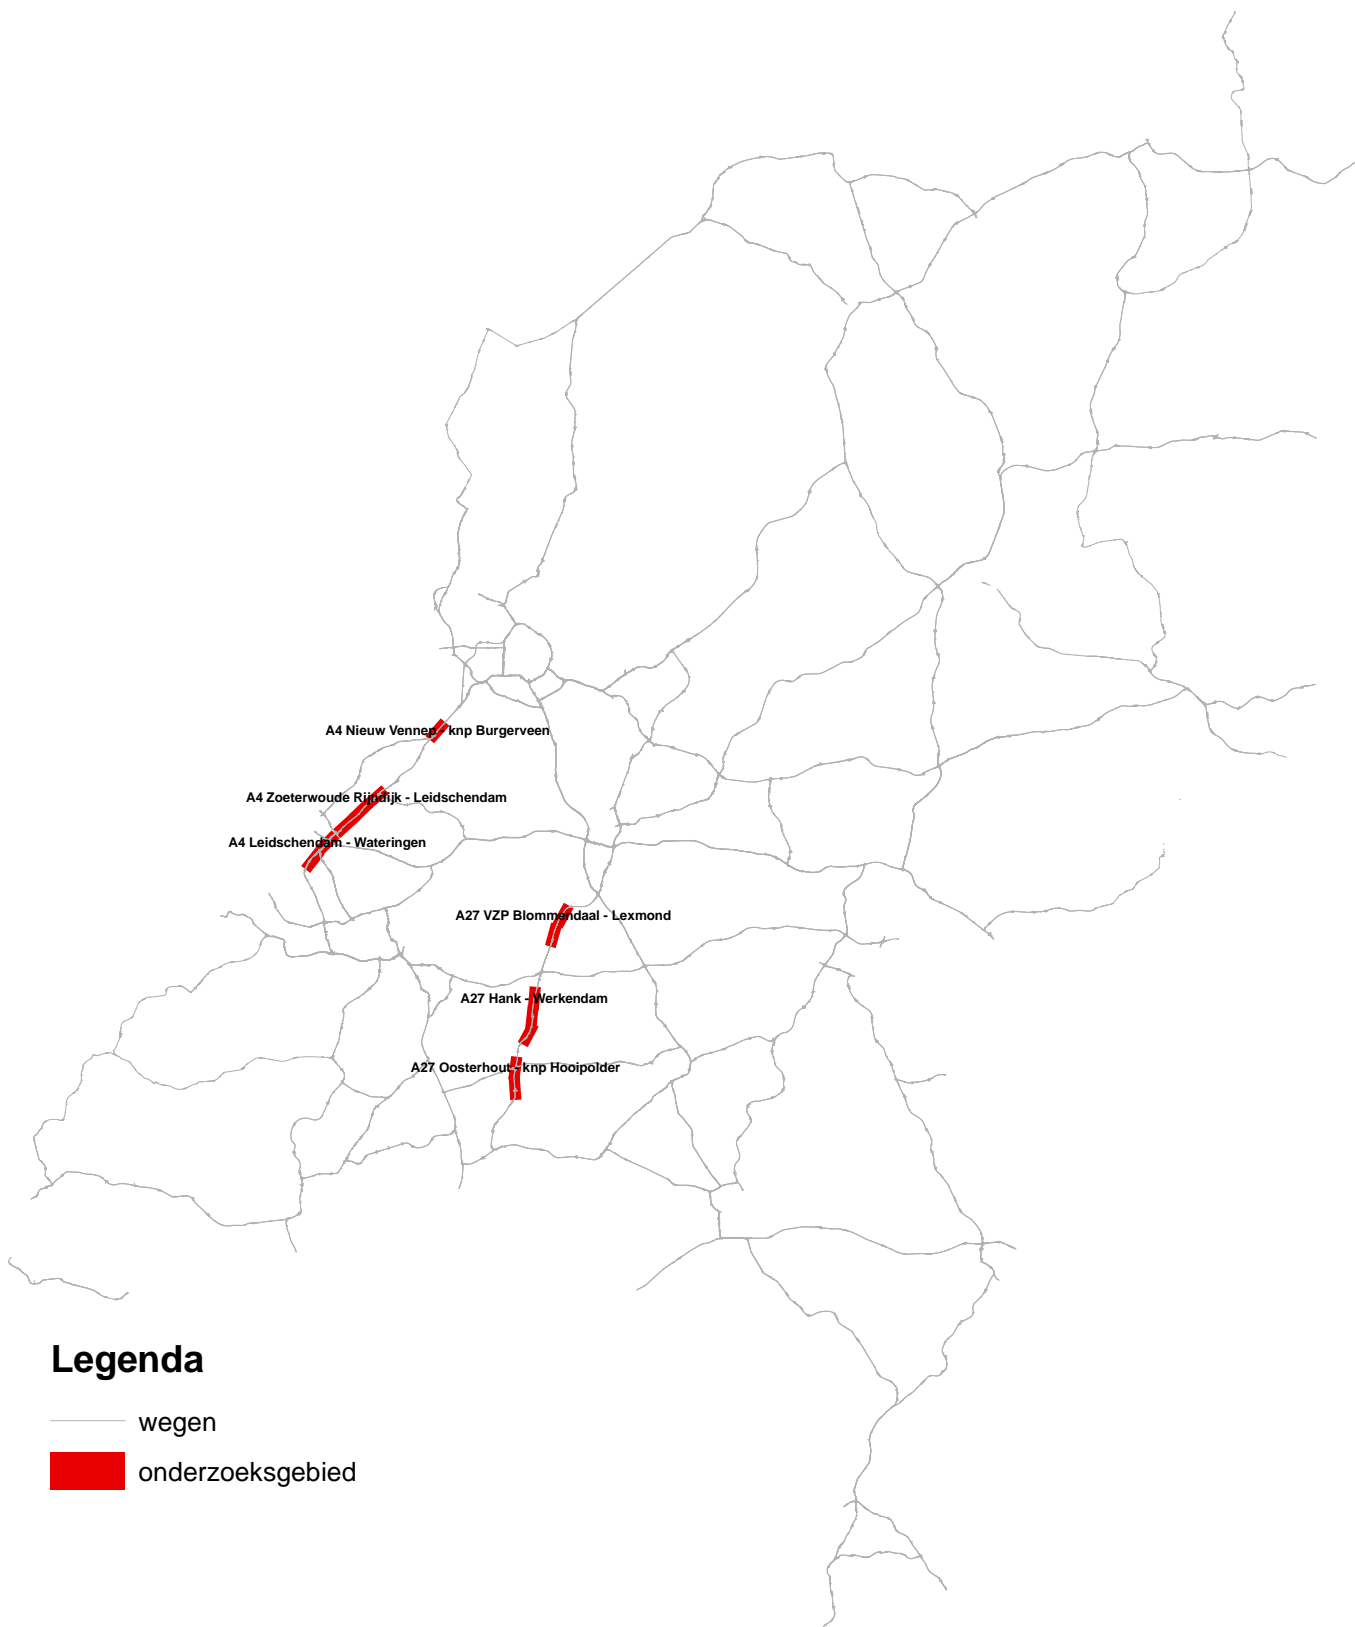 A4 Nieuw Vennep - knp Burgerveen
A4 Zoeterwoude Rijndijk - Leidschendam
A4 Leidschendam - Wateringen
A27 VZP Blommendaal - Lexmond
A27 Hank - Werkendam
A27 Oosterhout - knp Hooipolder
Legenda
wegen
onderzoeksgebied